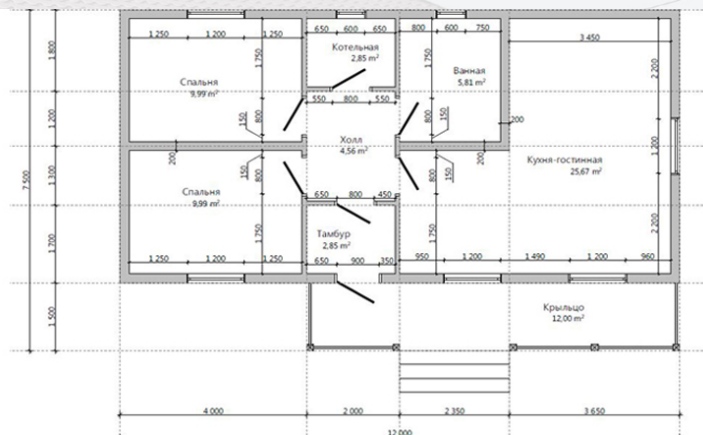 1 250 1 200 1 250
650 600 650
800 600 750
3 450
1 800
Котельная
2,85 m²
1 750
1 750
Ванная
5,81 m²
2 200
Спальня
9,99 m²
550 800 550
150
800
800
150
200
1 200
Холл
4,56 m²
1 200
7 500
200
150
800
800
150
200
Кухня-гостинная
25,67 m²
1 300
Спальня
9,99 m²
650 800 450
Тамбур
2,85 m²
1 750
1 750
2 200
1 700
1 250 1 200 1 250
650 900 350
950 1 200 1 490 1 200 960
Крыльцо
12,00 m²
1 500
4 000 2 000 2 350 3 650
12 000